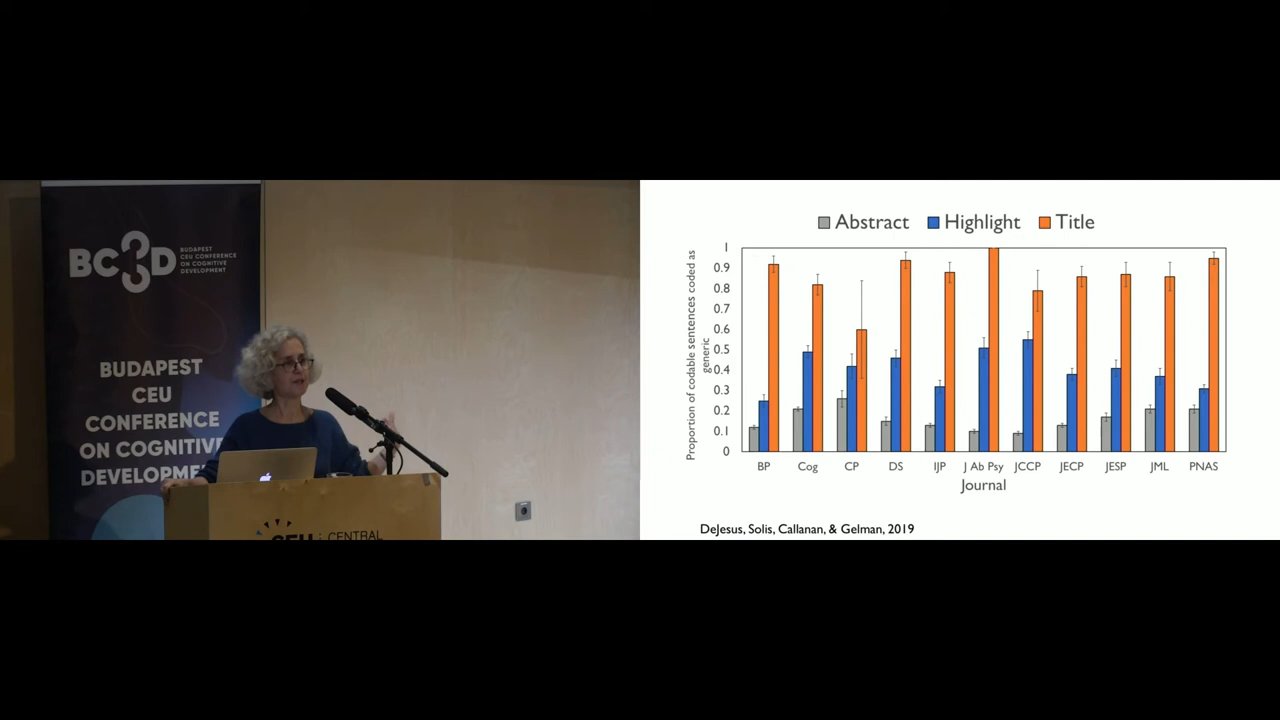 BC3D
BUDAPEST
CEU CONFERENCE
ON COGNITIVE
DEVELOPMENT
BUDAPEST
CEU
CONFERENCE
ON COGNITIVE
DEVELOPME
CEU
CENTRAL
Abstract Highlight Title
Proportion of codable sentences coded as
generic
1
0.9
0.8
0.7
0.6
0.5
0.4
0.3
0.2
0.1
0
BP Cog CP DS IJP J Ab Psy JCCP JECP JESP JML PNAS
Journal
DeJesus, Solis, Callanan, & Gelman, 2019